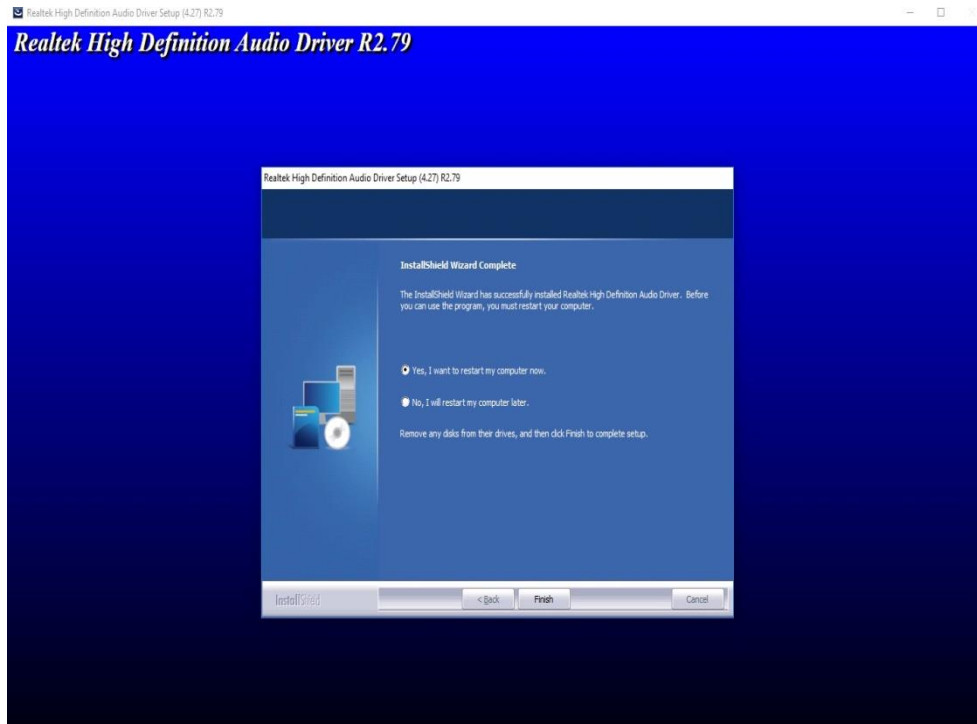 Realtek High Definition Audio Driver Setup (4.27) R2.79
Realtek High Definition Audio Driver R2.79
Realtek High Definition Audio Driver Setup (4.27) R2.79
InstallShield Wizard Complete
The InstallShield Wizard has successfully installed Realtek High Definition Audio Driver. Before
you can use the program, you must restart your computer.
Yes, I want to restart my computer now.
No, I will restart my computer later.
Remove any disks from their drives, and then click Finish to complete setup.
InstallShield
< Back
Finish
Cancel